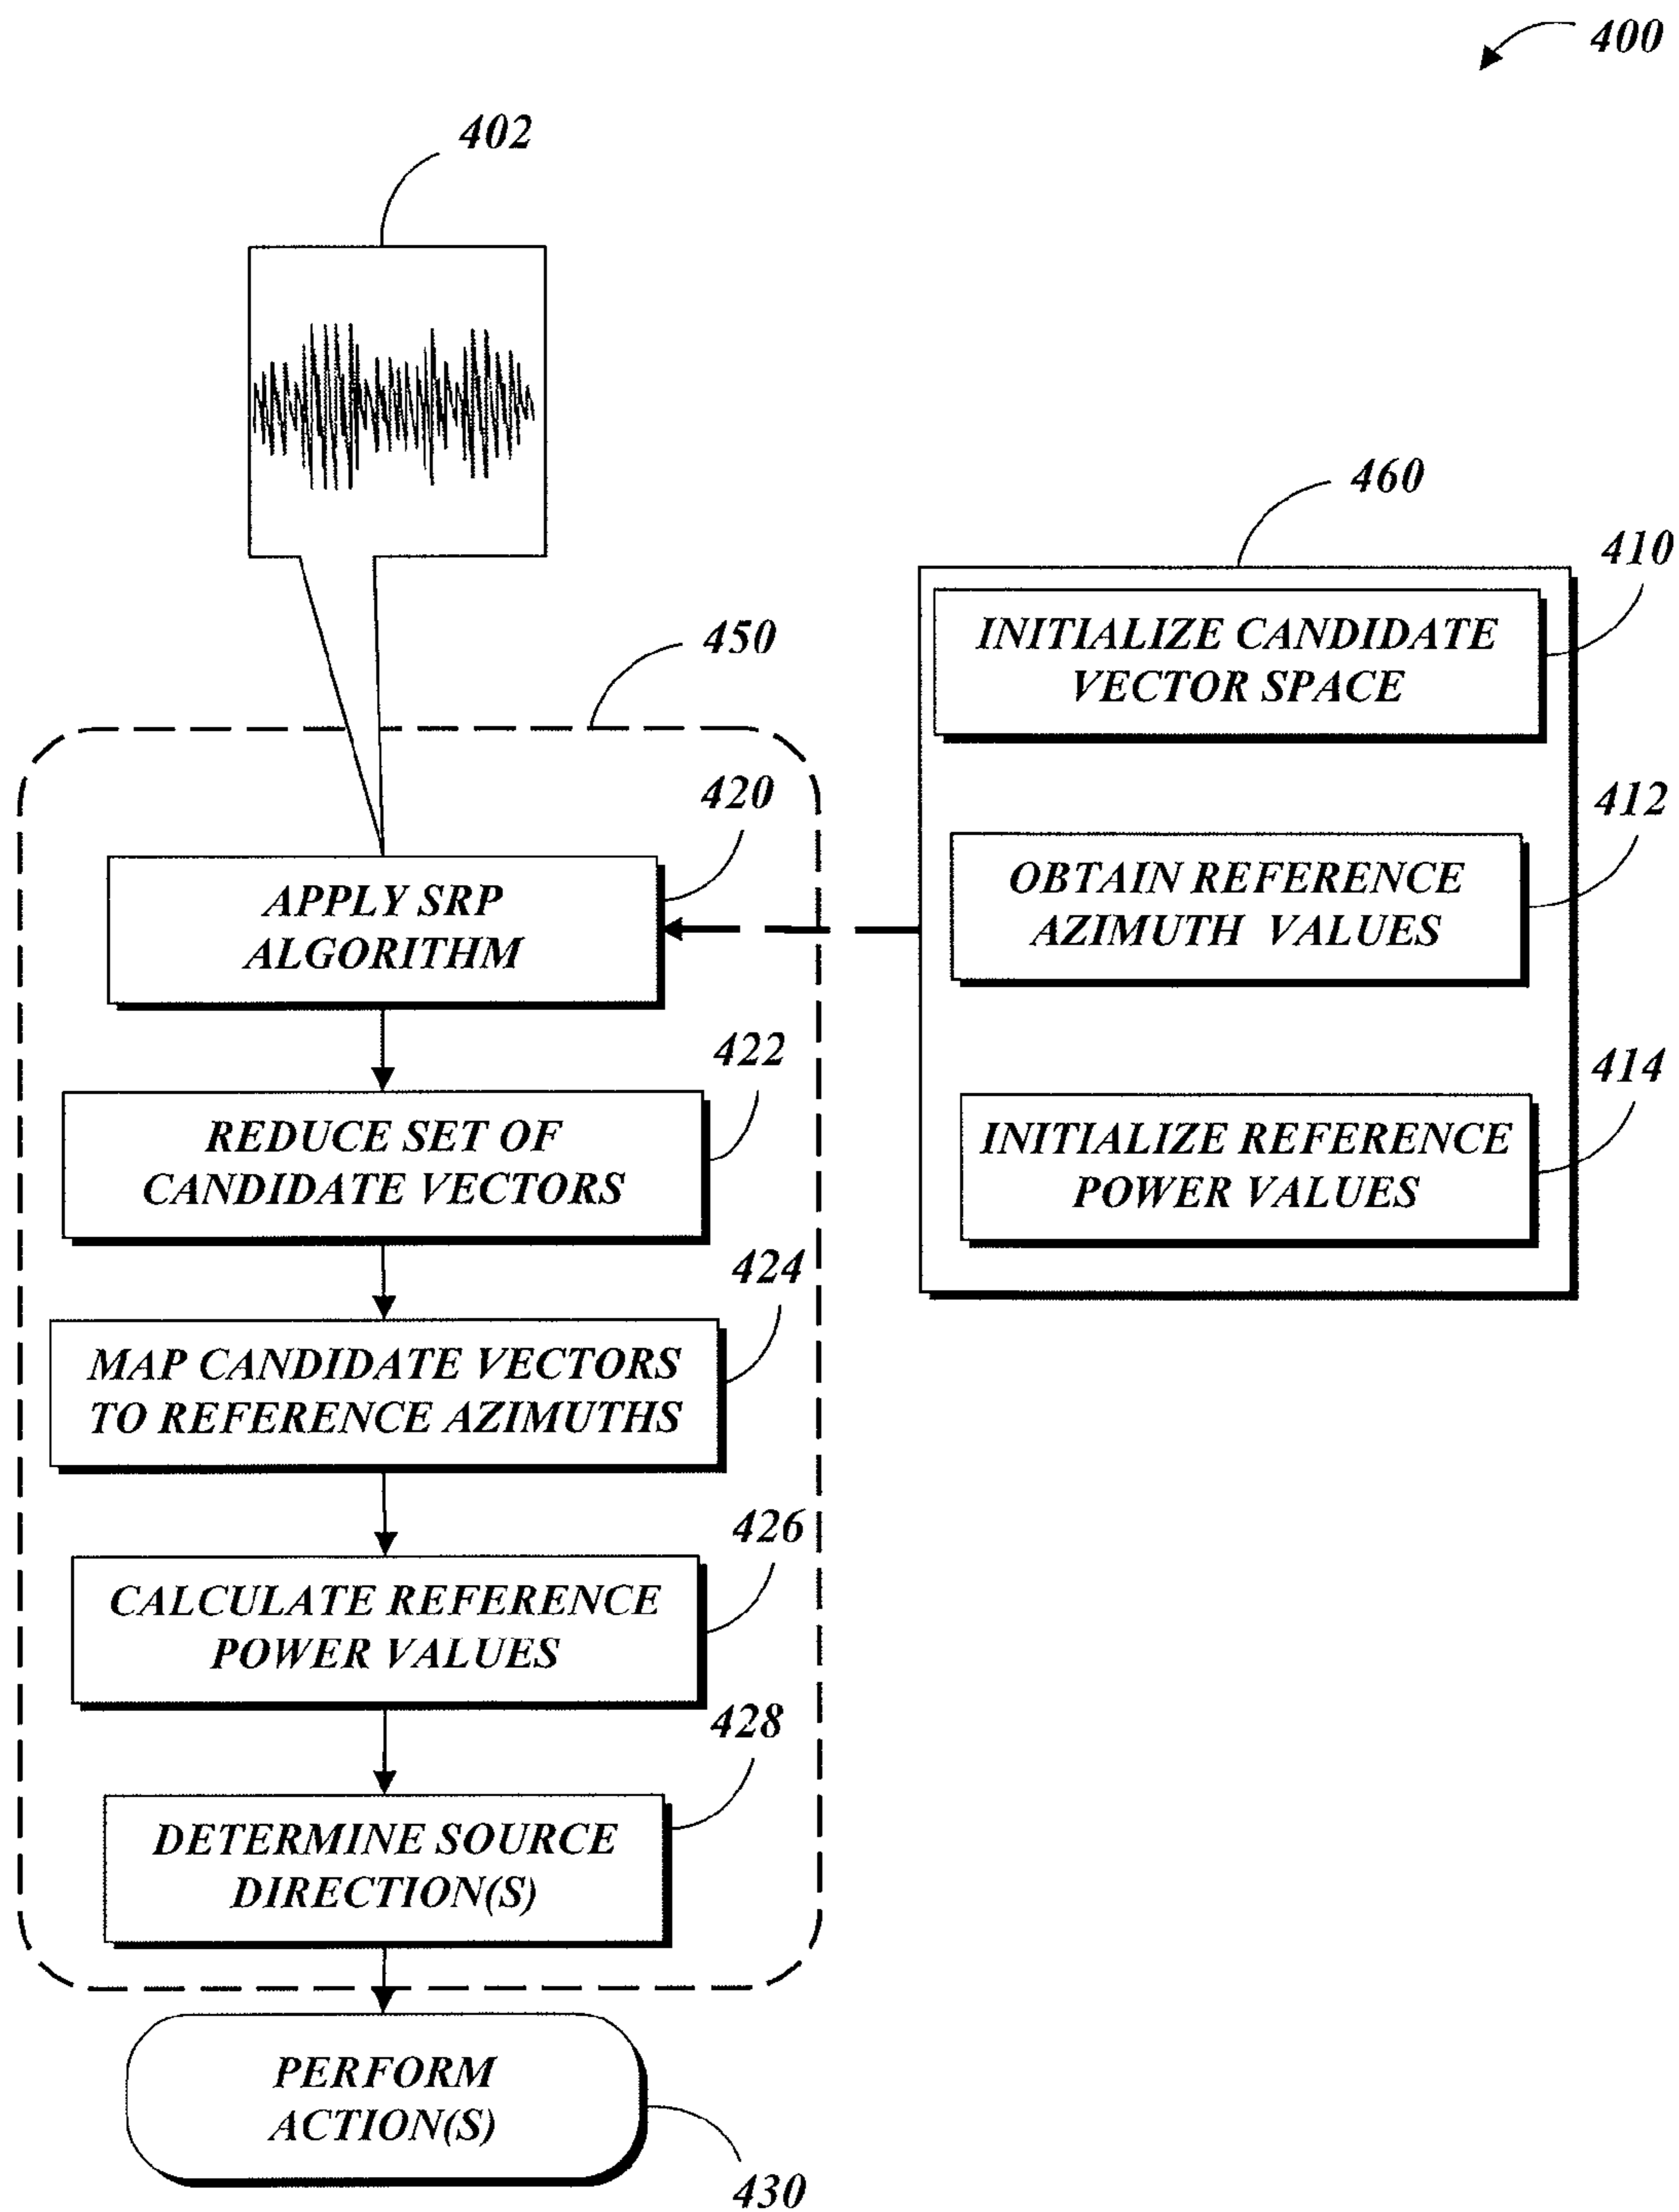 400
402
460
410
INITIALIZE CANDIDATE
VECTOR SPACE
450
412
OBTAIN REFERENCE
AZIMUTH VALUES
420
APPLY SRP
ALGORITHM
414
INITIALIZE REFERENCE
POWER VALUES
422
REDUCE SET OF
CANDIDATE VECTORS
424
MAP CANDIDATE VECTORS
TO REFERENCE AZIMUTHS
426
CALCULATE REFERENCE
POWER VALUES
428
DETERMINE SOURCE
DIRECTION(S)
PERFORM
ACTION(S)
430